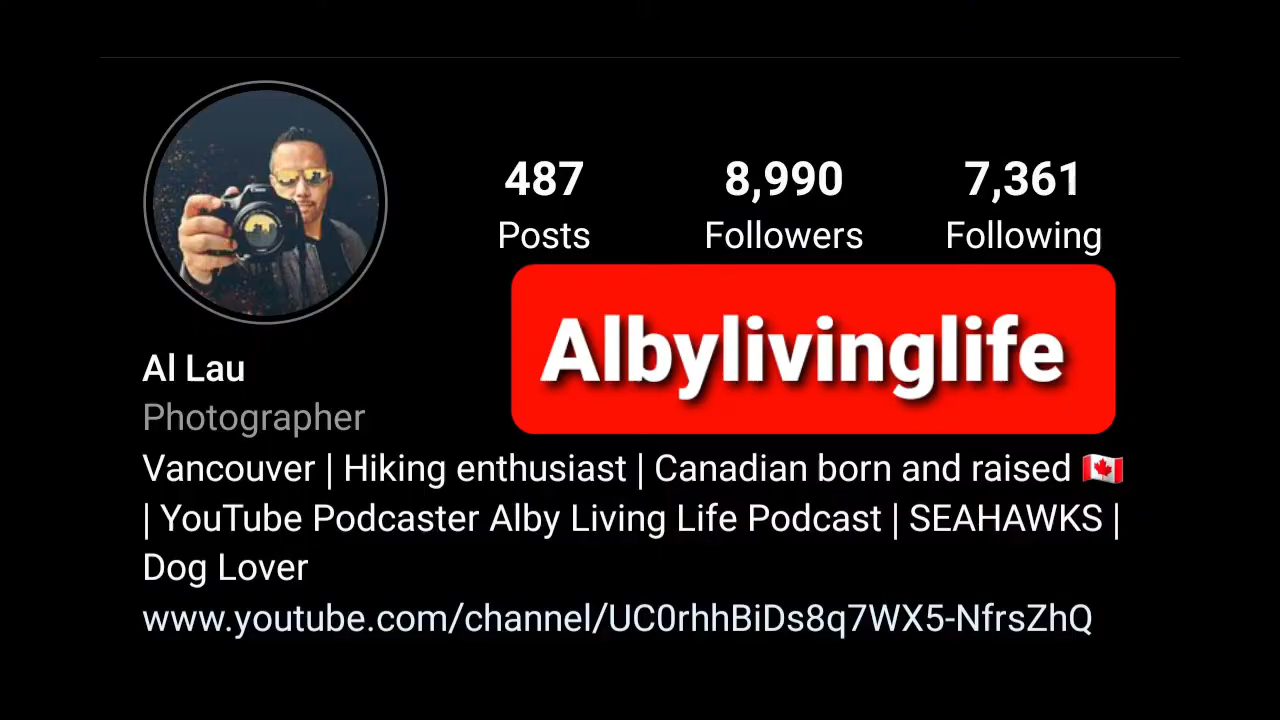 487 8,990 7,361
Posts Followers Following
Albylivinglife
Al Lau
Photographer
Vancouver | Hiking enthusiast | Canadian born and raised 🇨🇦
| YouTube Podcaster Alby Living Life Podcast | SEAHAWKS |
Dog Lover
www.youtube.com/channel/UC0rhhBiDs8q7WX5-NfrsZhQ